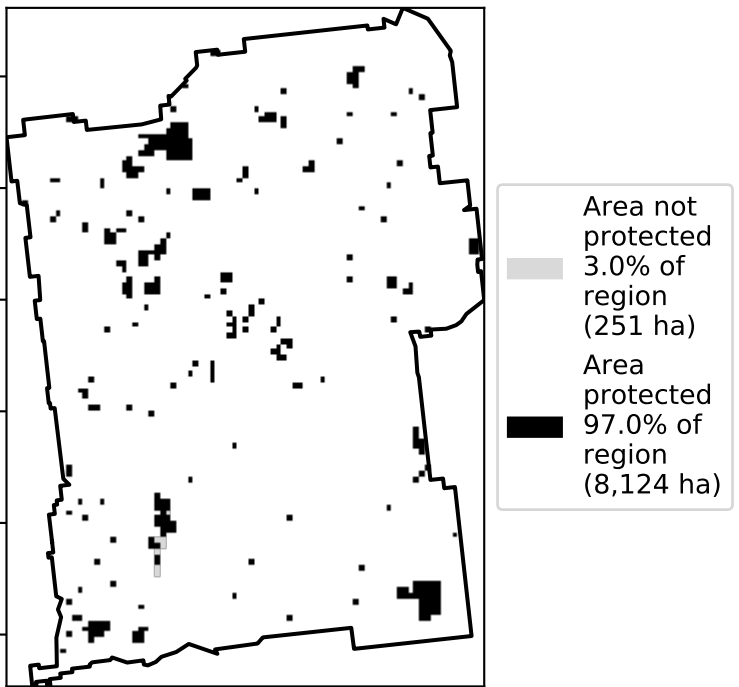 Area not
protected
3.0% of
region
(251 ha)
Area
protected
97.0% of
region
(8,124 ha)